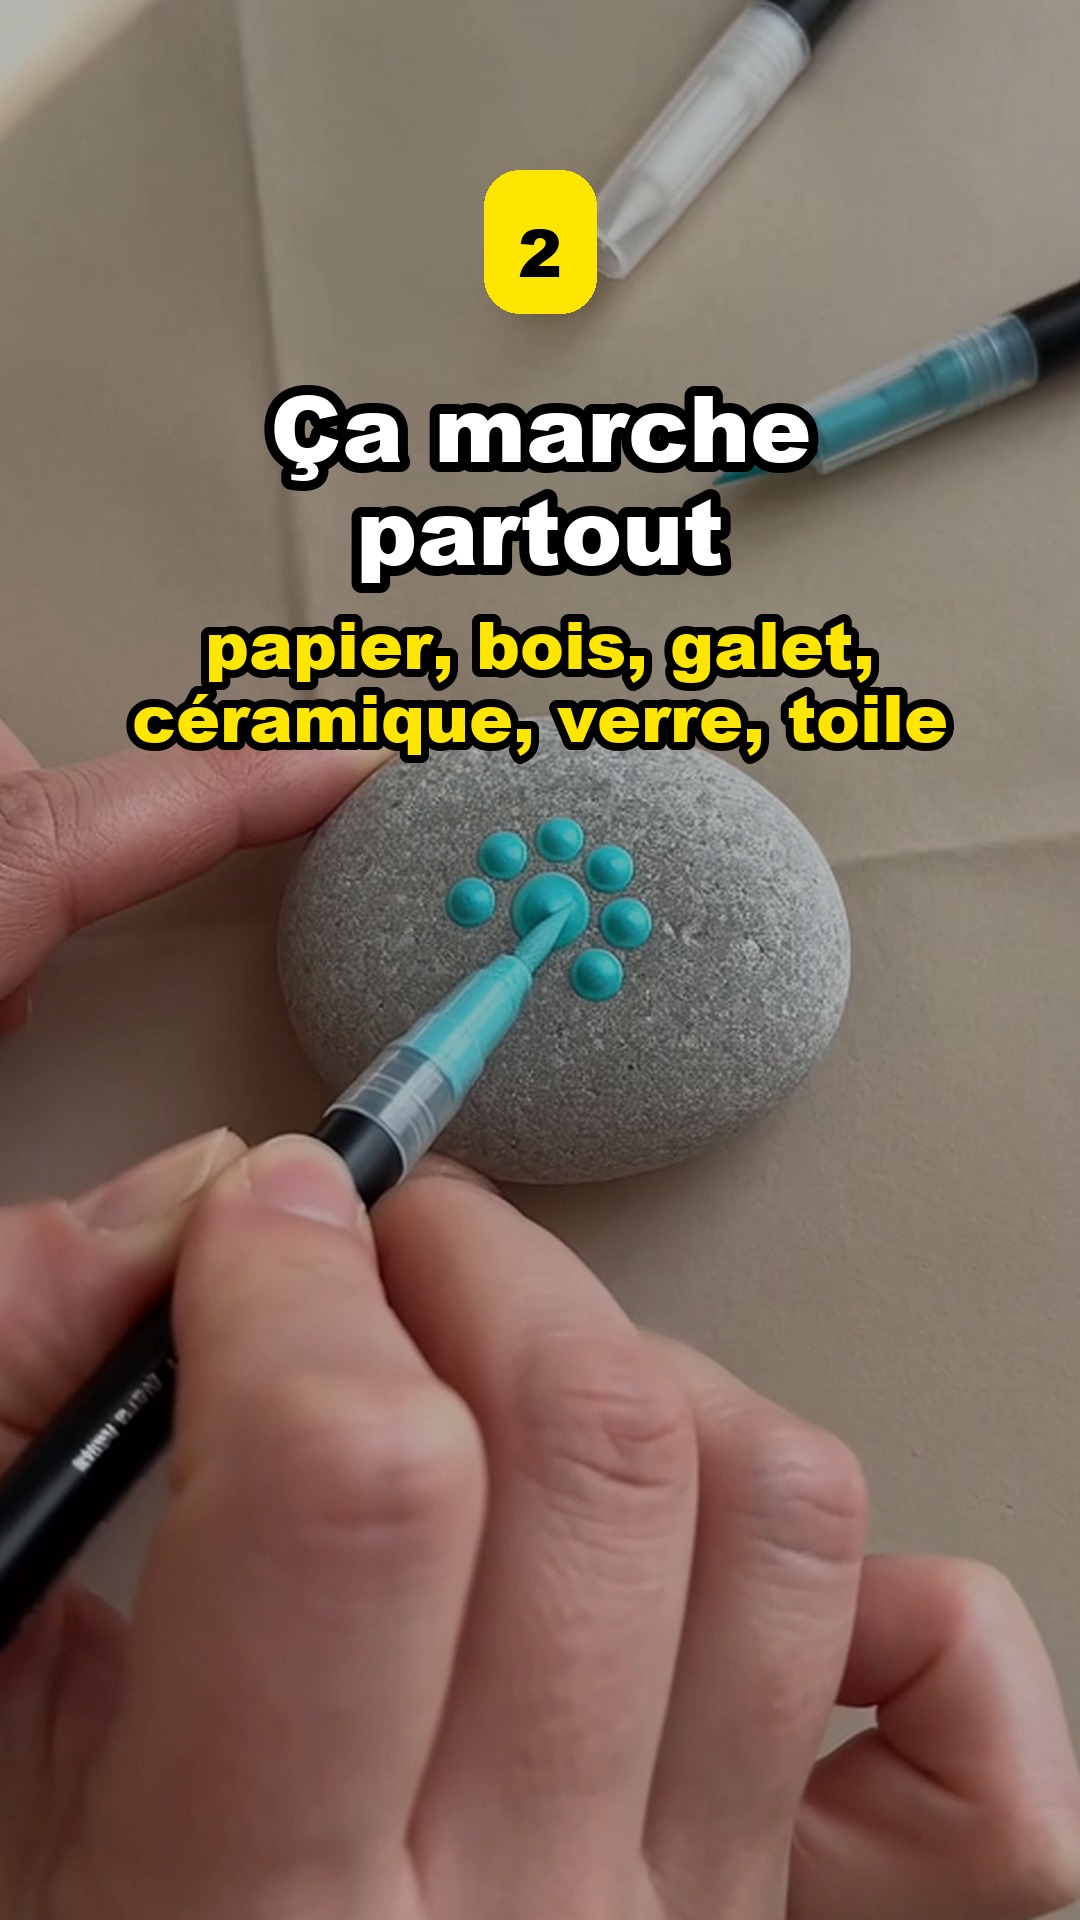 2
Ça marche
partout
papier, bois, galet,
céramique, verre, toile